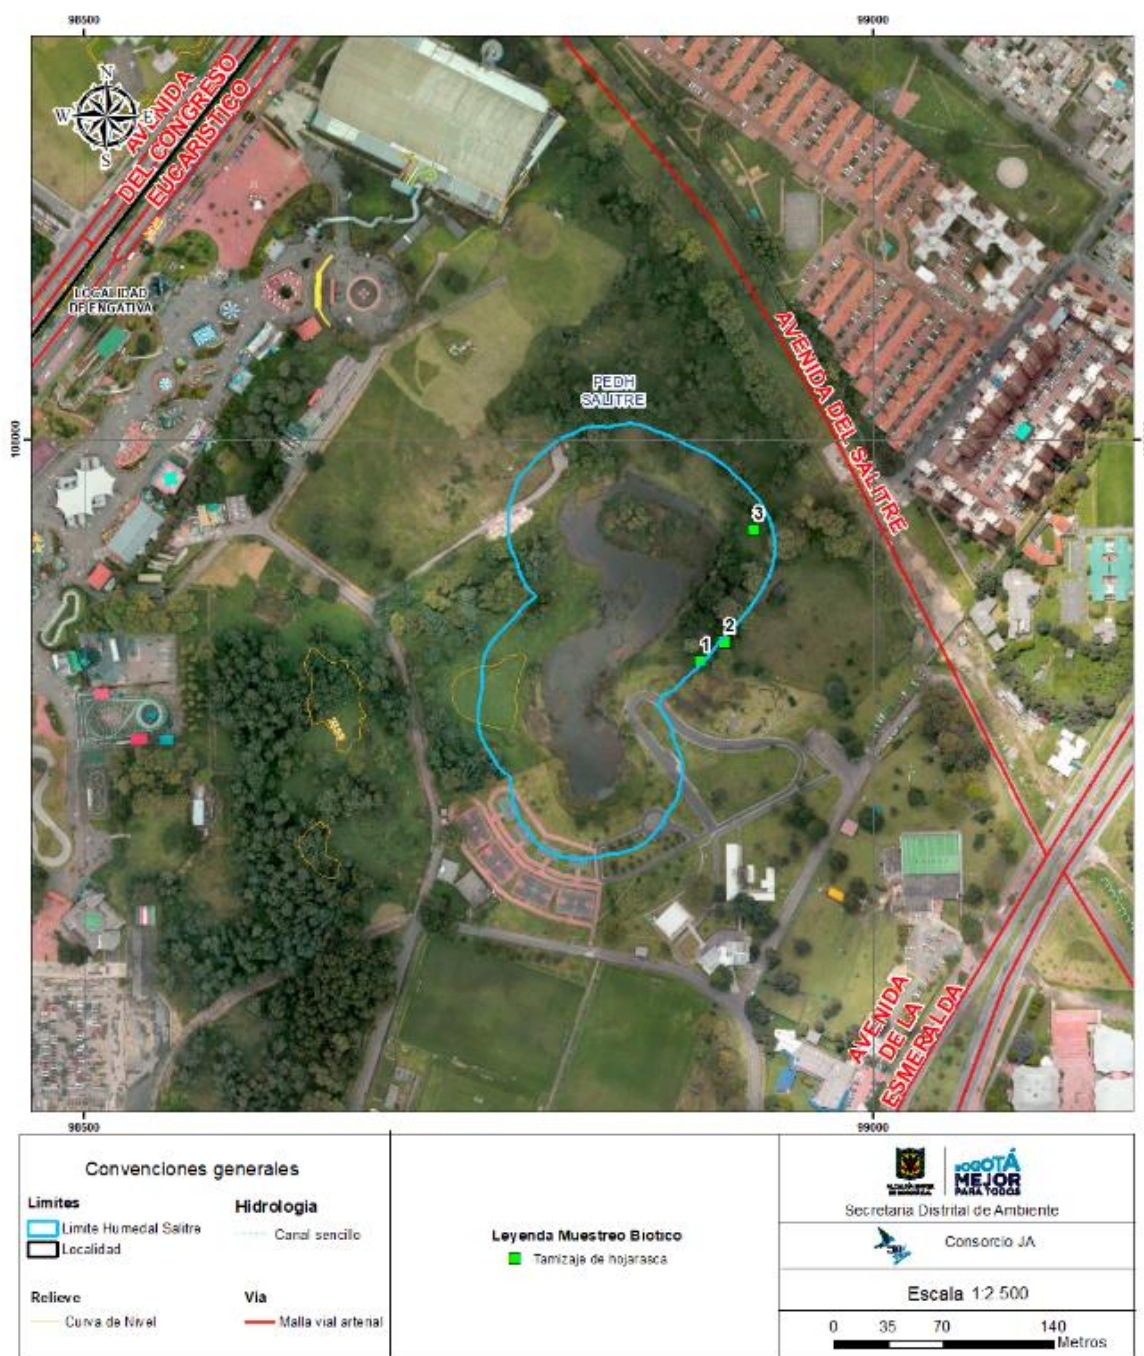 98500
99000
N
W
E
S
AVENIDA
DEL CONGRESO
EUCARISTICO
LOCALIDAD
DE ENGATIVA
PEDH
SALITRE
AVENIDA DEL SALITRE
108000
3
2
1
AVENIDA
DE LA
ESMERALDA
98500
99000
Convenciones generales
Limites
Limite Humedal Salitre
Localidad
Hidrologia
Canal sencillo
Relieve
Curva de Nivel
Via
Malla vial arterial
Leyenda Muestreo Biotico
Tamizaje de hojarasca
BOGOTÁ
MEJOR
PARA TODOS
Secretaria Distrital de Ambiente
Consorcio JA
Escala 1:2.500
0 35 70 140
Metros